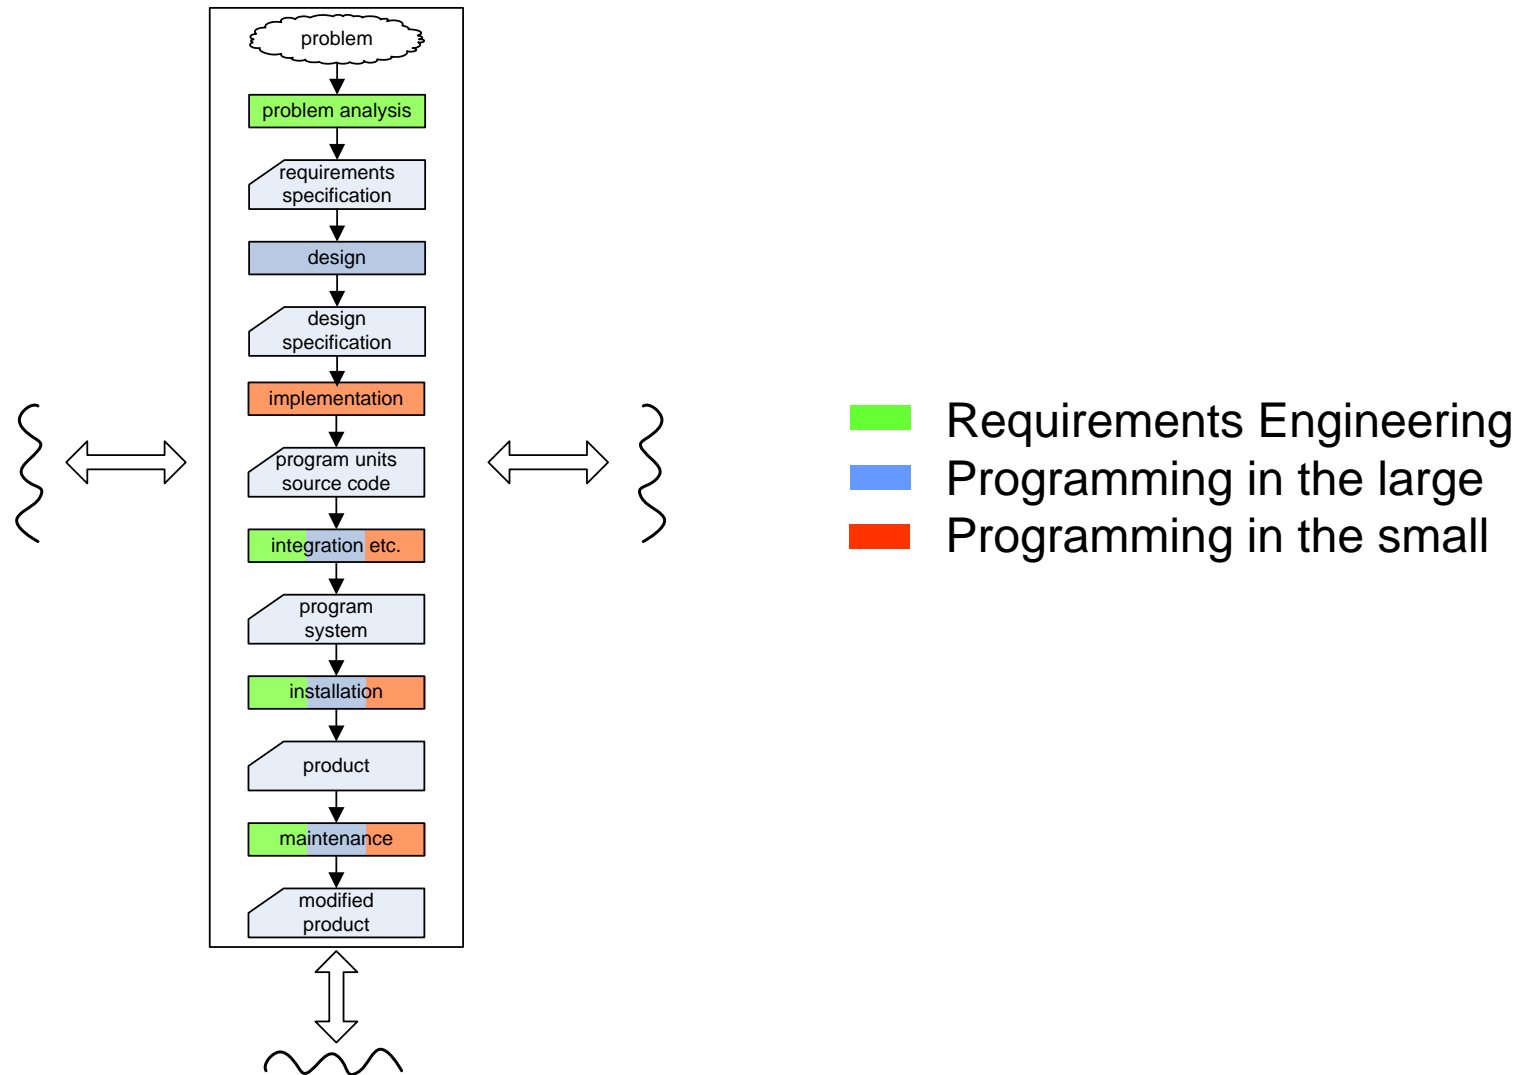 problem
problem analysis
requirements
specification
design
design
specification
implementation
program units
source code
integration etc.
program
system
installation
product
maintenance
modified
product
Requirements Engineering
Programming in the large
Programming in the small